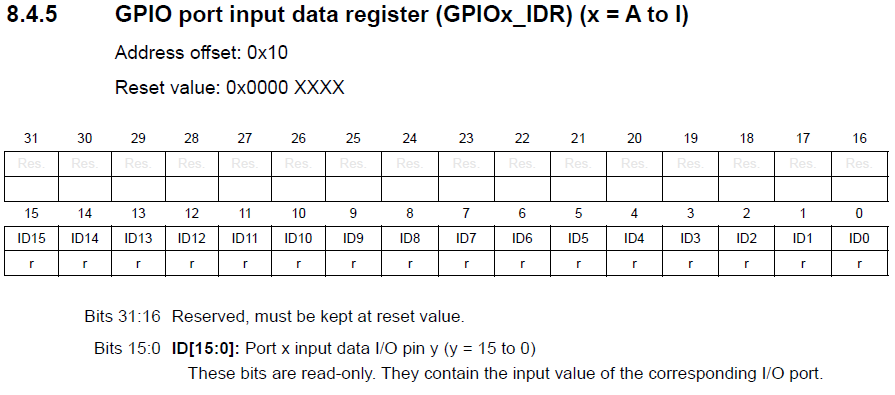 8.4.5 GPIO port input data register (GPIOx_IDR) (x = A to I)
Address offset: 0x10
Reset value: 0x0000 XXXX
31 30 29 28 27 26 25 24 23 22 21 20 19 18 17 16
Res. Res. Res. Res. Res. Res. Res. Res. Res. Res. Res. Res. Res. Res. Res. Res.
15 14 13 12 11 10 9 8 7 6 5 4 3 2 1 0
ID15 ID14 ID13 ID12 ID11 ID10 ID9 ID8 ID7 ID6 ID5 ID4 ID3 ID2 ID1 ID0
r r r r r r r r r r r r r r r r
Bits 31:16 Reserved, must be kept at reset value.
Bits 15:0 ID[15:0]: Port x input data I/O pin y (y = 15 to 0)
These bits are read-only. They contain the input value of the corresponding I/O port.